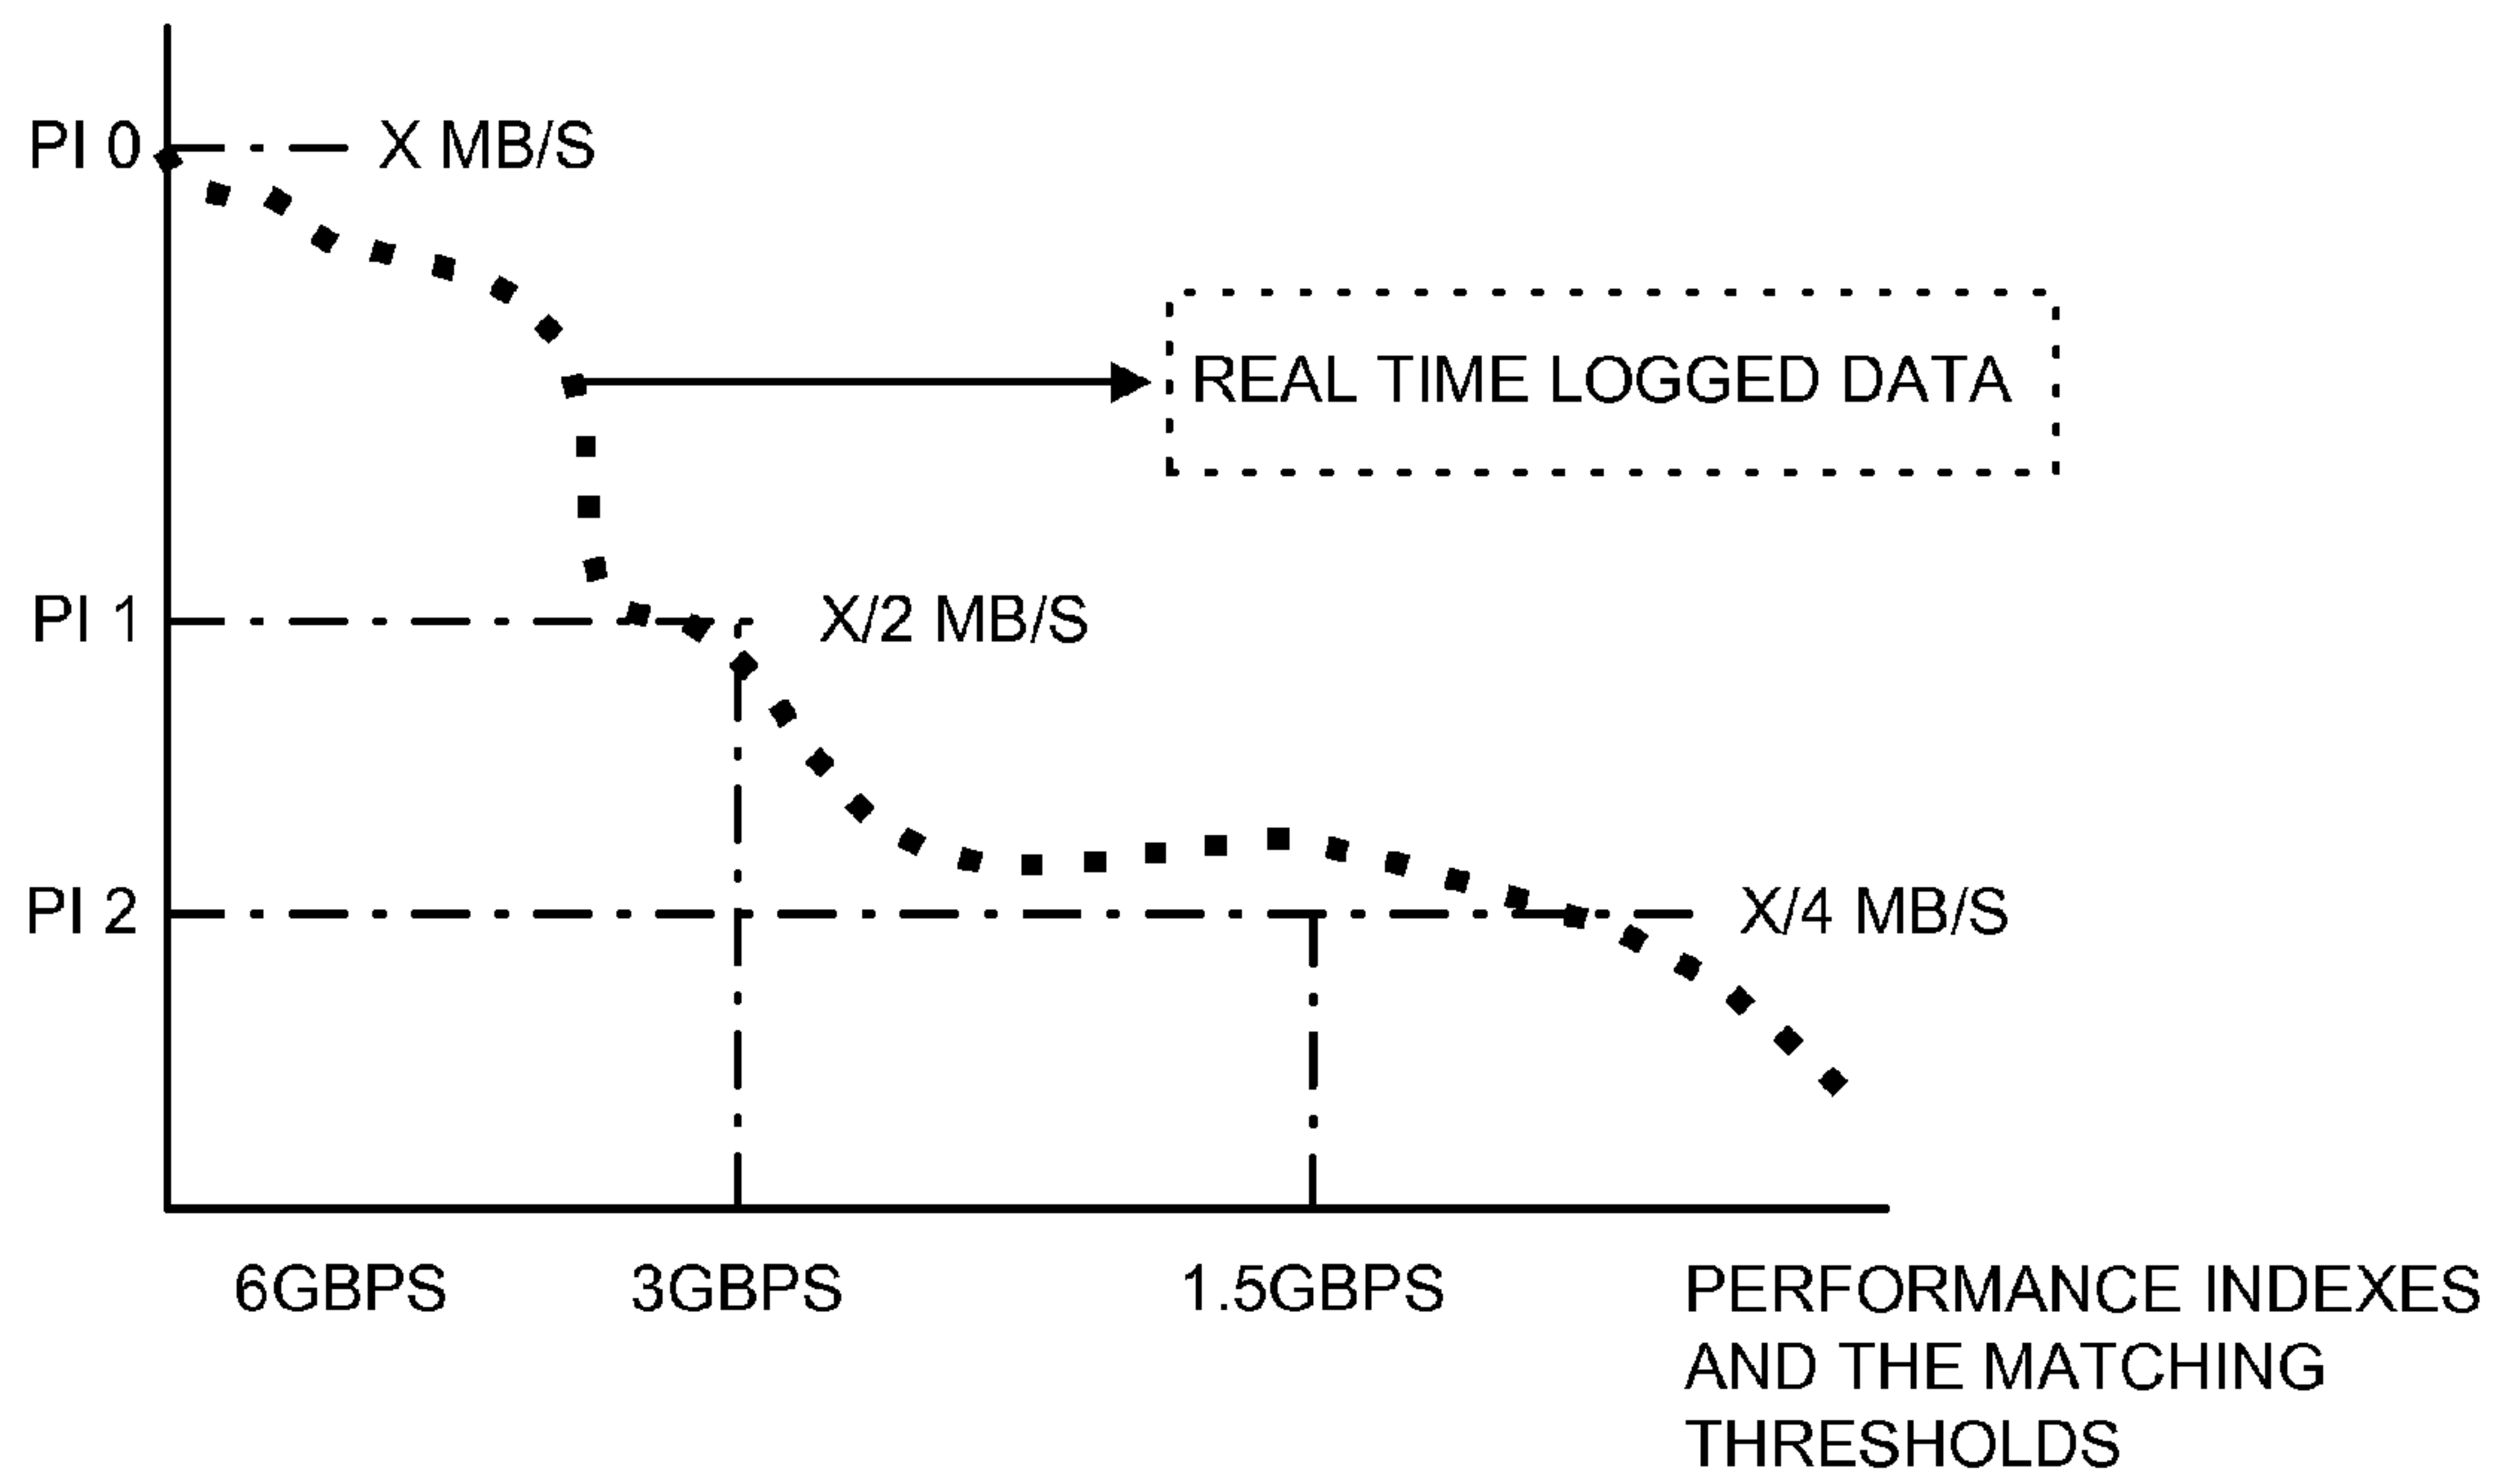 PI 0
X MB/S
REAL TIME LOGGED DATA
PI 1
X/2 MB/S
PI 2
X/4 MB/S
6GBPS
3GBPS
1.5GBPS
PERFORMANCE INDEXES
AND THE MATCHING
THRESHOLDS